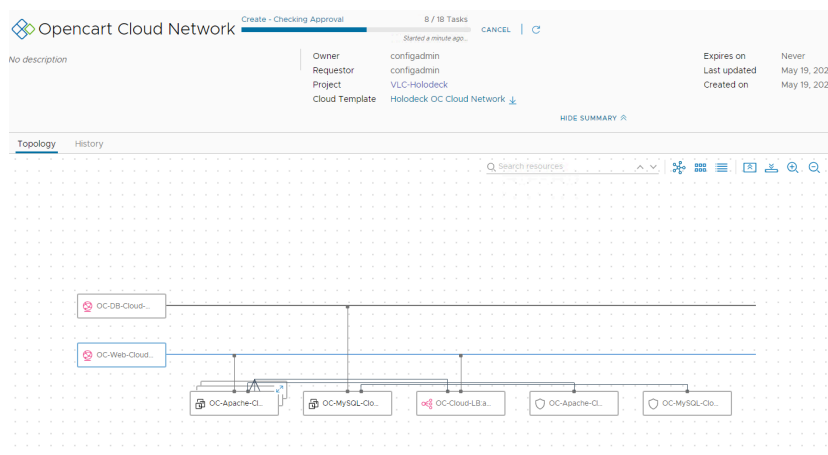 Opencart Cloud Network
Create - Checking Approval
8 / 18 Tasks
Started a minute ago...
CANCEL
No description
Owner configadmin
Requestor configadmin
Project VLC-Holodeck
Cloud Template Holodeck OC Cloud Network
Expires on Never
Last updated May 19, 202
Created on May 19, 202
HIDE SUMMARY
Topology History
Search resources
OC-DB-Cloud-...
OC-Web-Cloud...
OC-Apache-Cl... OC-MySQL-Clo... OC-Cloud-LB:a... OC-Apache-Cl... OC-MySQL-Clo...